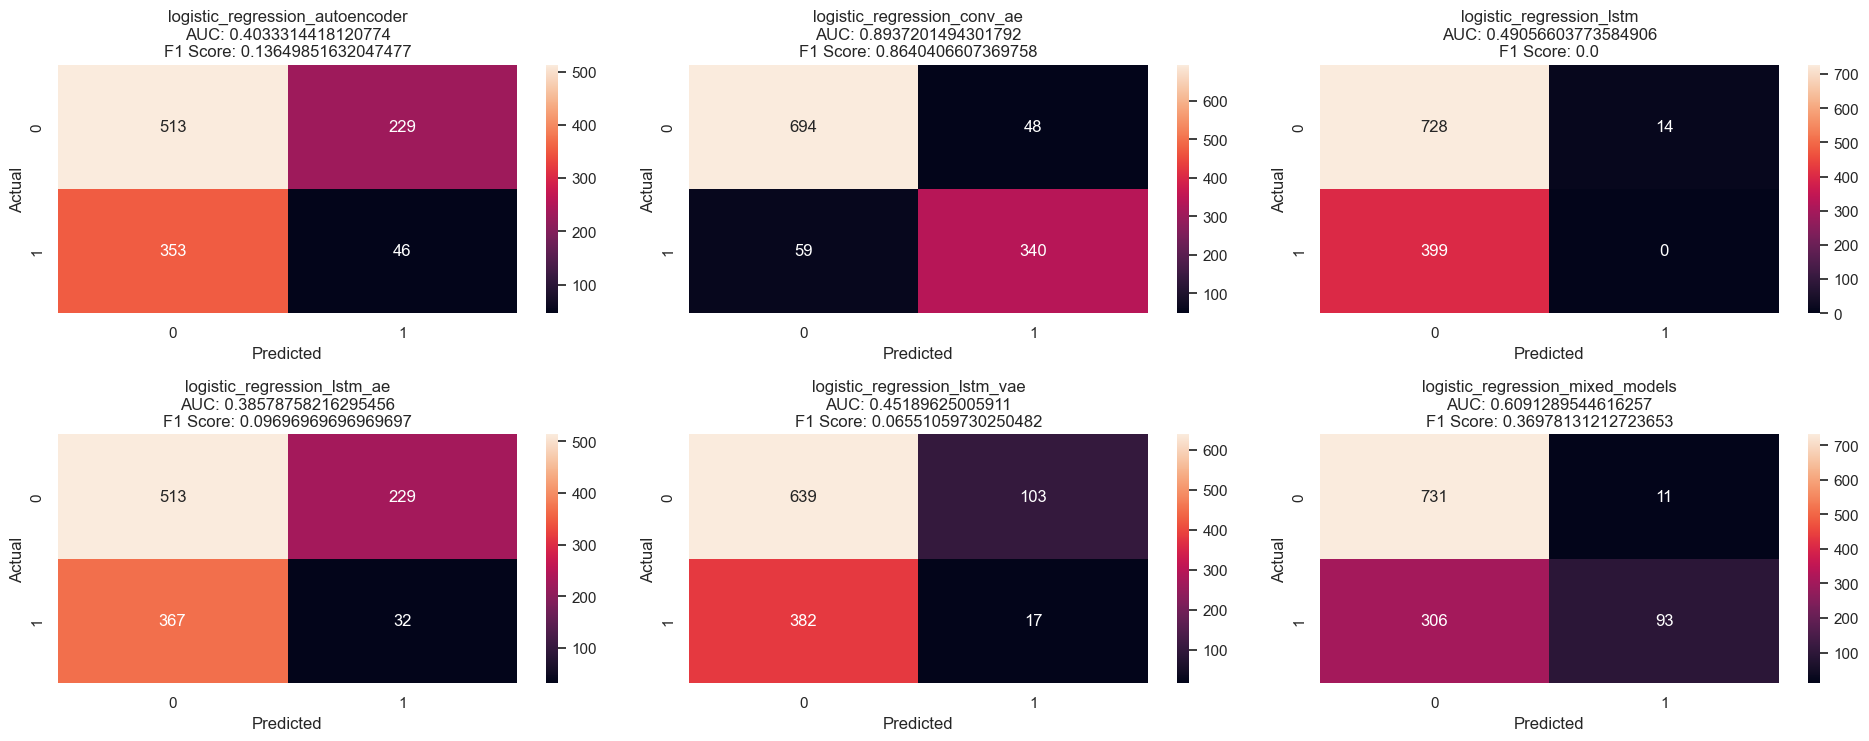 logistic_regression_autoencoder
AUC: 0.4033314418120774
F1 Score: 0.13649851632047477
0
1
Actual
513
229
353
46
0
1
Predicted
500
400
300
200
100
logistic_regression_conv_ae
AUC: 0.8937201494301792
F1 Score: 0.8640406607369758
0
1
Actual
694
48
59
340
0
1
Predicted
600
500
400
300
200
100
logistic_regression_lstm
AUC: 0.49056603773584906
F1 Score: 0.0
0
1
Actual
728
14
399
0
0
1
Predicted
700
600
500
400
300
200
100
0
logistic_regression_lstm_ae
AUC: 0.38578758216295456
F1 Score: 0.09696969696969697
0
1
Actual
513
229
367
32
0
1
Predicted
500
400
300
200
100
logistic_regression_lstm_vae
AUC: 0.45189625005911
F1 Score: 0.06551059730250482
0
1
Actual
639
103
382
17
0
1
Predicted
600
500
400
300
200
100
logistic_regression_mixed_models
AUC: 0.6091289544616257
F1 Score: 0.36978131212723653
0
1
Actual
731
11
306
93
0
1
Predicted
700
600
500
400
300
200
100